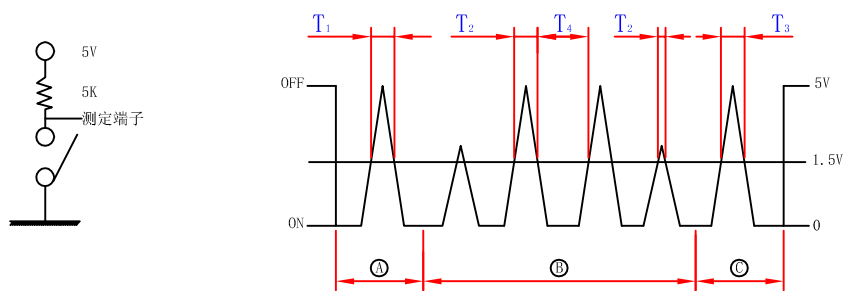 5V
5K
测定端子
T1 T2 T4 T2 T3
OFF 5V
1.5V
ON 0
A B C